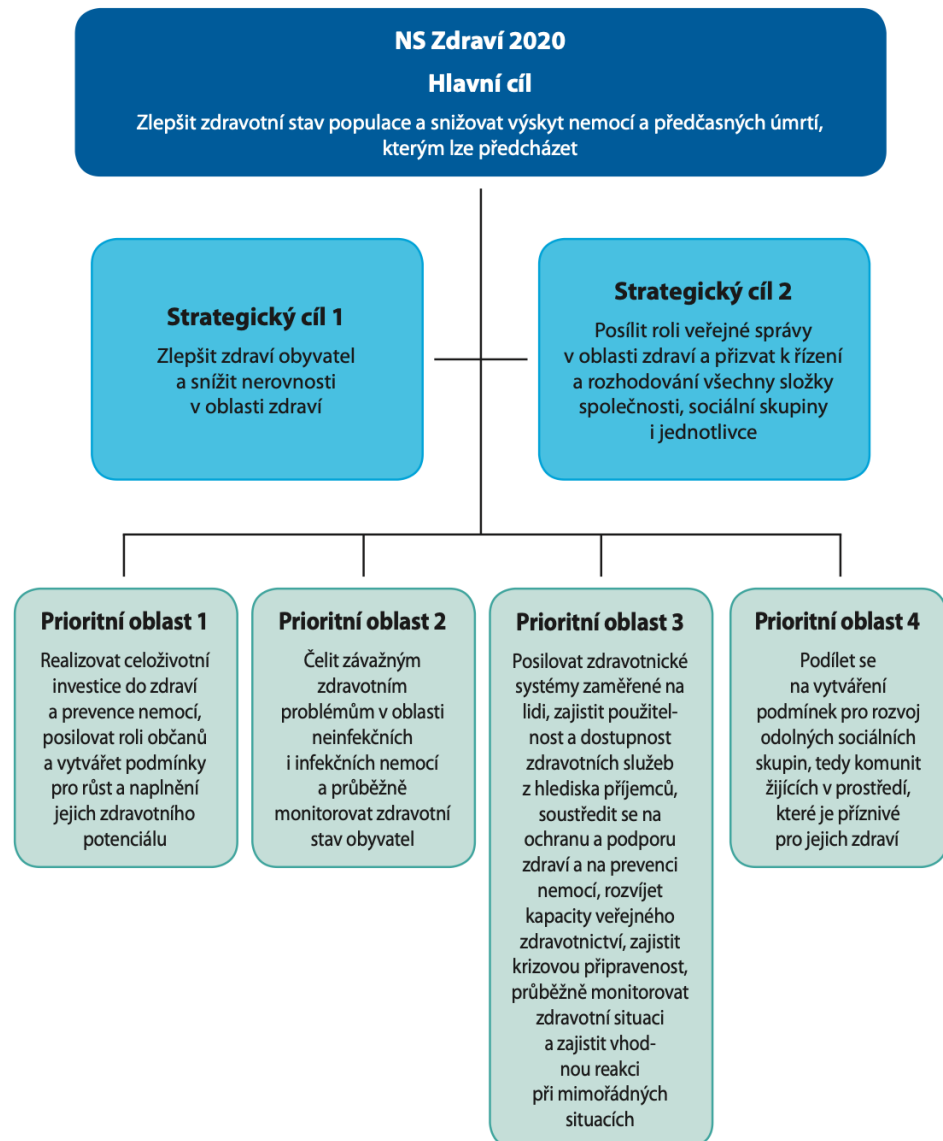 NS Zdraví 2020
Hlavní cíl
Zlepšit zdravotní stav populace a snižovat výskyt nemocí a předčasných úmrtí,
kterým lze předcházet
Strategický cíl 1
Zlepšit zdraví obyvatel
a snížit nerovnosti
v oblasti zdraví
Strategický cíl 2
Posílit roli veřejné správy
v oblasti zdraví a přizvat k řízení
a rozhodování všechny složky
společnosti, sociální skupiny
i jednotlivce
Prioritní oblast 1
Realizovat celoživotní
investice do zdraví
a prevence nemocí,
posilovat roli občanů
a vytvářet podmínky
pro růst a naplnění
jejich zdravotního
potenciálu
Prioritní oblast 2
Čelit závažným
zdravotním
problémům v oblasti
neinfekčních
i infekčních nemocí
a průběžně
monitorovat zdravotní
stav obyvatel
Prioritní oblast 3
Posilovat zdravotnické
systémy zaměřené na
lidi, zajistit použitel-
nost a dostupnost
zdravotních služeb
z hlediska příjemců,
soustředit se na
ochranu a podporu
zdraví a na prevenci
nemocí, rozvíjet
kapacity veřejného
zdravotnictví, zajistit
krizovou připravenost,
průběžně monitorovat
zdravotní situaci
a zajistit vhod-
nou reakci
při mimořádných
situacích
Prioritní oblast 4
Podílet se
na vytváření
podmínek pro rozvoj
odolných sociálních
skupin, tedy komunit
žijících v prostředí,
které je příznivé
pro jejich zdraví